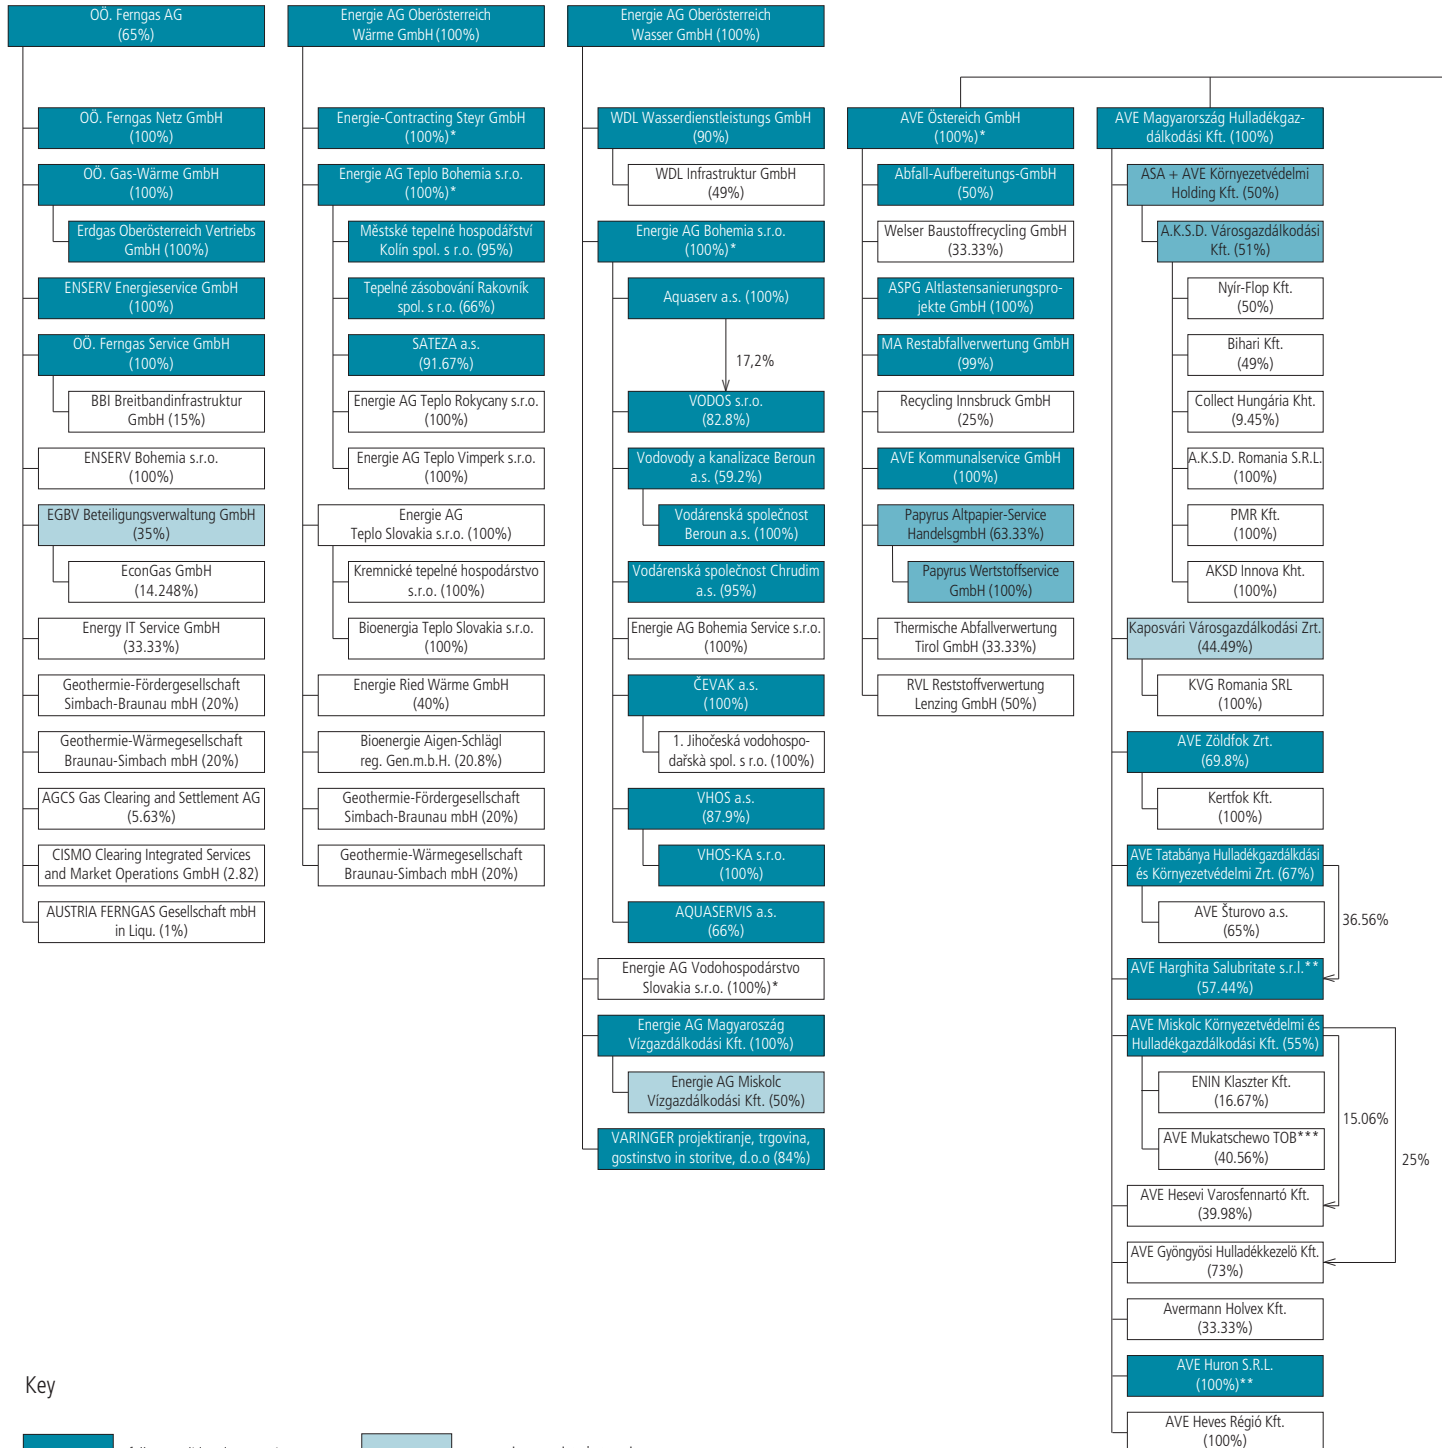 OÖ. Ferngas AG
(65%)
OÖ. Ferngas Netz GmbH
(100%)
OÖ. Gas-Wärme GmbH
(100%)
Erdgas Oberösterreich Vertriebs
GmbH (100%)
ENSERV Energieservice GmbH
(100%)
OÖ. Ferngas Service GmbH
(100%)
BBI Breitbandinfrastruktur
GmbH (15%)
ENSERV Bohemia s.r.o.
(100%)
EGBV Beteiligungsverwaltung GmbH
(35%)
EconGas GmbH
(14.248%)
Energy IT Service GmbH
(33.33%)
Geothermie-Fördergesellschaft
Simbach-Braunau mbH (20%)
Geothermie-Wärmegesellschaft
Braunau-Simbach mbH (20%)
AGCS Gas Clearing and Settlement AG
(5.63%)
CISMO Clearing Integrated Services
and Market Operations GmbH (2.82)
AUSTRIA FERNGAS Gesellschaft mbH
in Liqu. (1%)
Energie AG Oberösterreich
Wärme GmbH (100%)
Energie-Contracting Steyr GmbH
(100%)*
Energie AG Teplo Bohemia s.r.o.
(100%)*
Městské tepelné hospodářství
Kolín spol. s r.o. (95%)
Tepelné zásobování Rakovník
spol. s r.o. (66%)
SATEZA a.s.
(91.67%)
Energie AG Teplo Rokycany s.r.o.
(100%)
Energie AG Teplo Vimperk s.r.o.
(100%)
Energie AG
Teplo Slovakia s.r.o. (100%)
Kremnické tepelné hospodárstvo
s.r.o. (100%)
Bioenergia Teplo Slovakia s.r.o.
(100%)
Energie Ried Wärme GmbH
(40%)
Bioenergie Aigen-Schlägl
reg. Gen.m.b.H. (20.8%)
Geothermie-Fördergesellschaft
Simbach-Braunau mbH (20%)
Geothermie-Wärmegesellschaft
Braunau-Simbach mbH (20%)
Energie AG Oberösterreich
Wasser GmbH (100%)
WDL Wasserdienstleistungs GmbH
(90%)
WDL Infrastruktur GmbH
(49%)
Energie AG Bohemia s.r.o.
(100%)*
Aquaserv a.s. (100%)
17,2%
VODOS s.r.o.
(82.8%)
Vodovody a kanalizace Beroun
a.s. (59.2%)
Vodárenská společnost
Beroun a.s. (100%)
Vodárenská společnost Chrudim
a.s. (95%)
Energie AG Bohemia Service s.r.o.
(100%)
ČEVAK a.s.
(100%)
1. Jihočeská vodohospo-
dařskà spol. s r.o. (100%)
VHOS a.s.
(87.9%)
VHOS-KA s.r.o.
(100%)
AQUASERVIS a.s.
(66%)
Energie AG Vodohospodárstvo
Slovakia s.r.o. (100%)*
Energie AG Magyaroszág
Vízgazdálkodási Kft. (100%)
Energie AG Miskolc
Vízgazdálkodási Kft. (50%)
VARINGER projektiranje, trgovina,
gostinstvo in storitve, d.o.o (84%)
AVE Östereich GmbH
(100%)*
Abfall-Aufbereitungs-GmbH
(50%)
Welser Baustoffrecycling GmbH
(33.33%)
ASPG Altlastensanierungspro-
jekte GmbH (100%)
MA Restabfallverwertung GmbH
(99%)
Recycling Innsbruck GmbH
(25%)
AVE Kommunalservice GmbH
(100%)
Papyrus Altpapier-Service
HandelsgmbH (63.33%)
Papyrus Wertstoffservice
GmbH (100%)
Thermische Abfallverwertung
Tirol GmbH (33.33%)
RVL Reststoffverwertung
Lenzing GmbH (50%)
AVE Magyarország Hulladékgaz-
dálkodási Kft. (100%)
ASA + AVE Környezetvédelmi
Holding Kft. (50%)
A.K.S.D. Városgazdálkodási
Kft. (51%)
Nyír-Flop Kft.
(50%)
Bihari Kft.
(49%)
Collect Hungária Kht.
(9.45%)
A.K.S.D. Romania S.R.L.
(100%)
PMR Kft.
(100%)
AKSD Innova Kht.
(100%)
Kaposvári Városgazdálkodási Zrt.
(44.49%)
KVG Romania SRL
(100%)
AVE Zöldfok Zrt.
(69.8%)
Kertfok Kft.
(100%)
AVE Tatabánya Hulladékgazdálkdási
és Környezetvédelmi Zrt. (67%)
AVE Šturovo a.s.
(65%)
36.56%
AVE Harghita Salubritate s.r.l.**
(57.44%)
AVE Miskolc Környezetvédelmi és
Hulladékgazdálkodási Kft. (55%)
ENIN Klaszter Kft.
(16.67%)
15.06%
AVE Mukatschewo TOB***
(40.56%)
25%
AVE Hesevi Varosfennartó Kft.
(39.98%)
AVE Gyöngyösi Hulladékkezelö Kft.
(73%)
Avermann Holvex Kft.
(33.33%)
AVE Huron S.R.L.
(100%)**
AVE Heves Régió Kft.
(100%)
Key